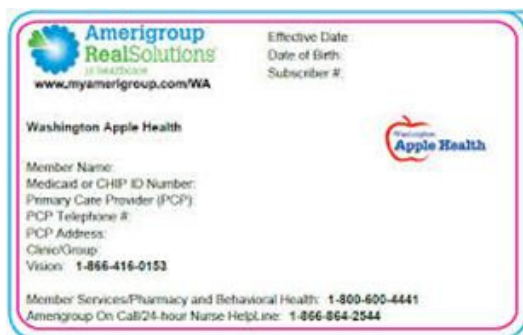 Amerigroup
RealSolutions
in healthcare
www.myamerigroup.com/WA
Effective Date:
Date of Birth:
Subscriber #:
Washington Apple Health
Washington
Apple Health
Member Name:
Medicaid or CHIP ID Number:
Primary Care Provider (PCP):
PCP Telephone #:
PCP Address:
Clinic/Group:
Vision: 1-866-416-0153
Member Services/Pharmacy and Behavioral Health: 1-800-600-4441
Amerigroup On Call/24-hour Nurse HelpLine: 1-866-864-2544